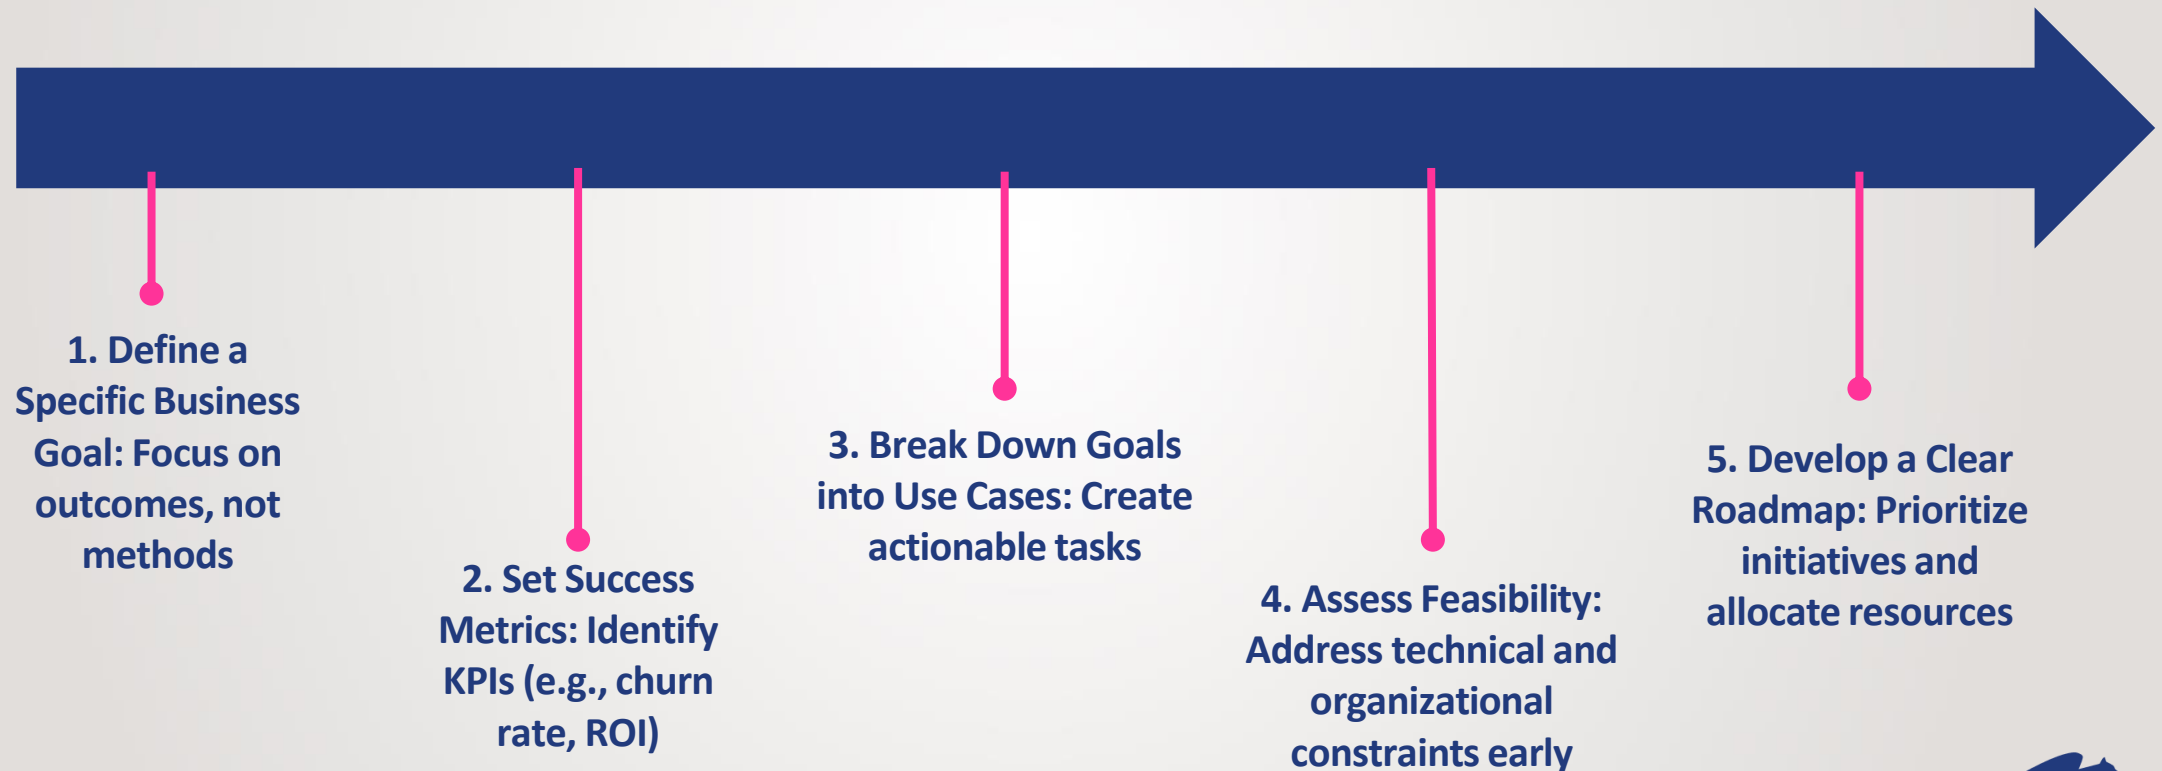 1. Define a
Specific Business
Goal: Focus on
outcomes, not
methods
2. Set Success
Metrics: Identify
KPIs (e.g., churn
rate, ROI)
3. Break Down Goals
into Use Cases: Create
actionable tasks
4. Assess Feasibility:
Address technical and
organizational
constraints early
5. Develop a Clear
Roadmap: Prioritize
initiatives and
allocate resources